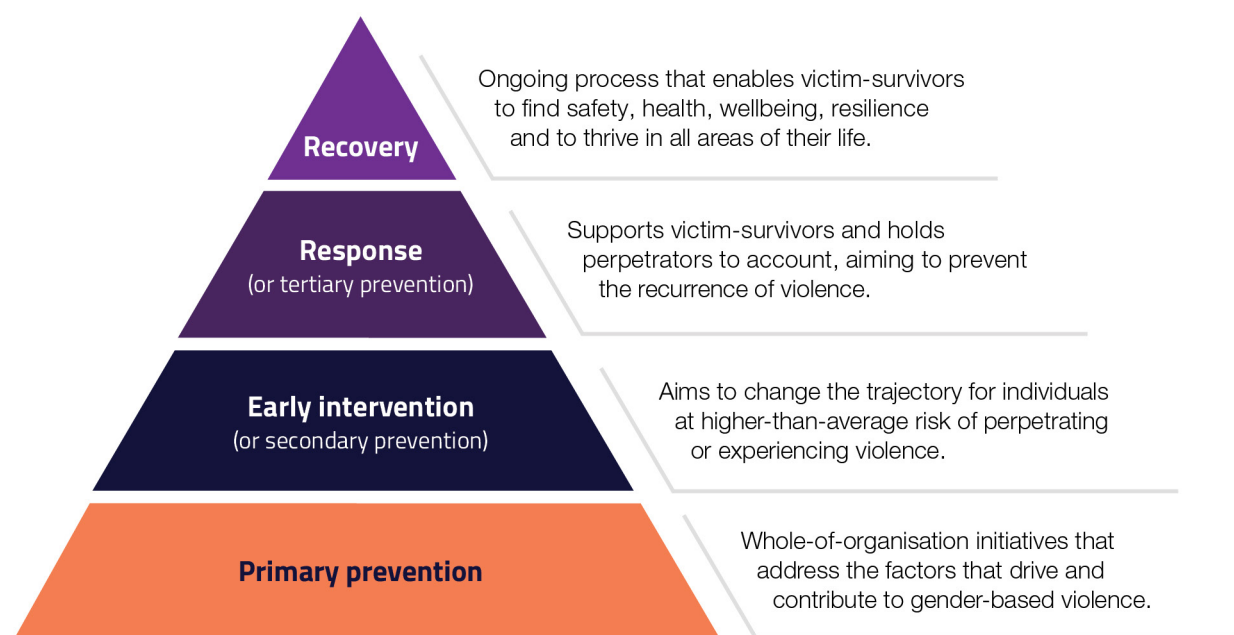 Recovery
Ongoing process that enables victim-survivors
to find safety, health, wellbeing, resilience
and to thrive in all areas of their life.
Response
(or tertiary prevention)
Supports victim-survivors and holds
perpetrators to account, aiming to prevent
the recurrence of violence.
Early intervention
(or secondary prevention)
Aims to change the trajectory for individuals
at higher-than-average risk of perpetrating
or experiencing violence.
Primary prevention
Whole-of-organisation initiatives that
address the factors that drive and
contribute to gender-based violence.